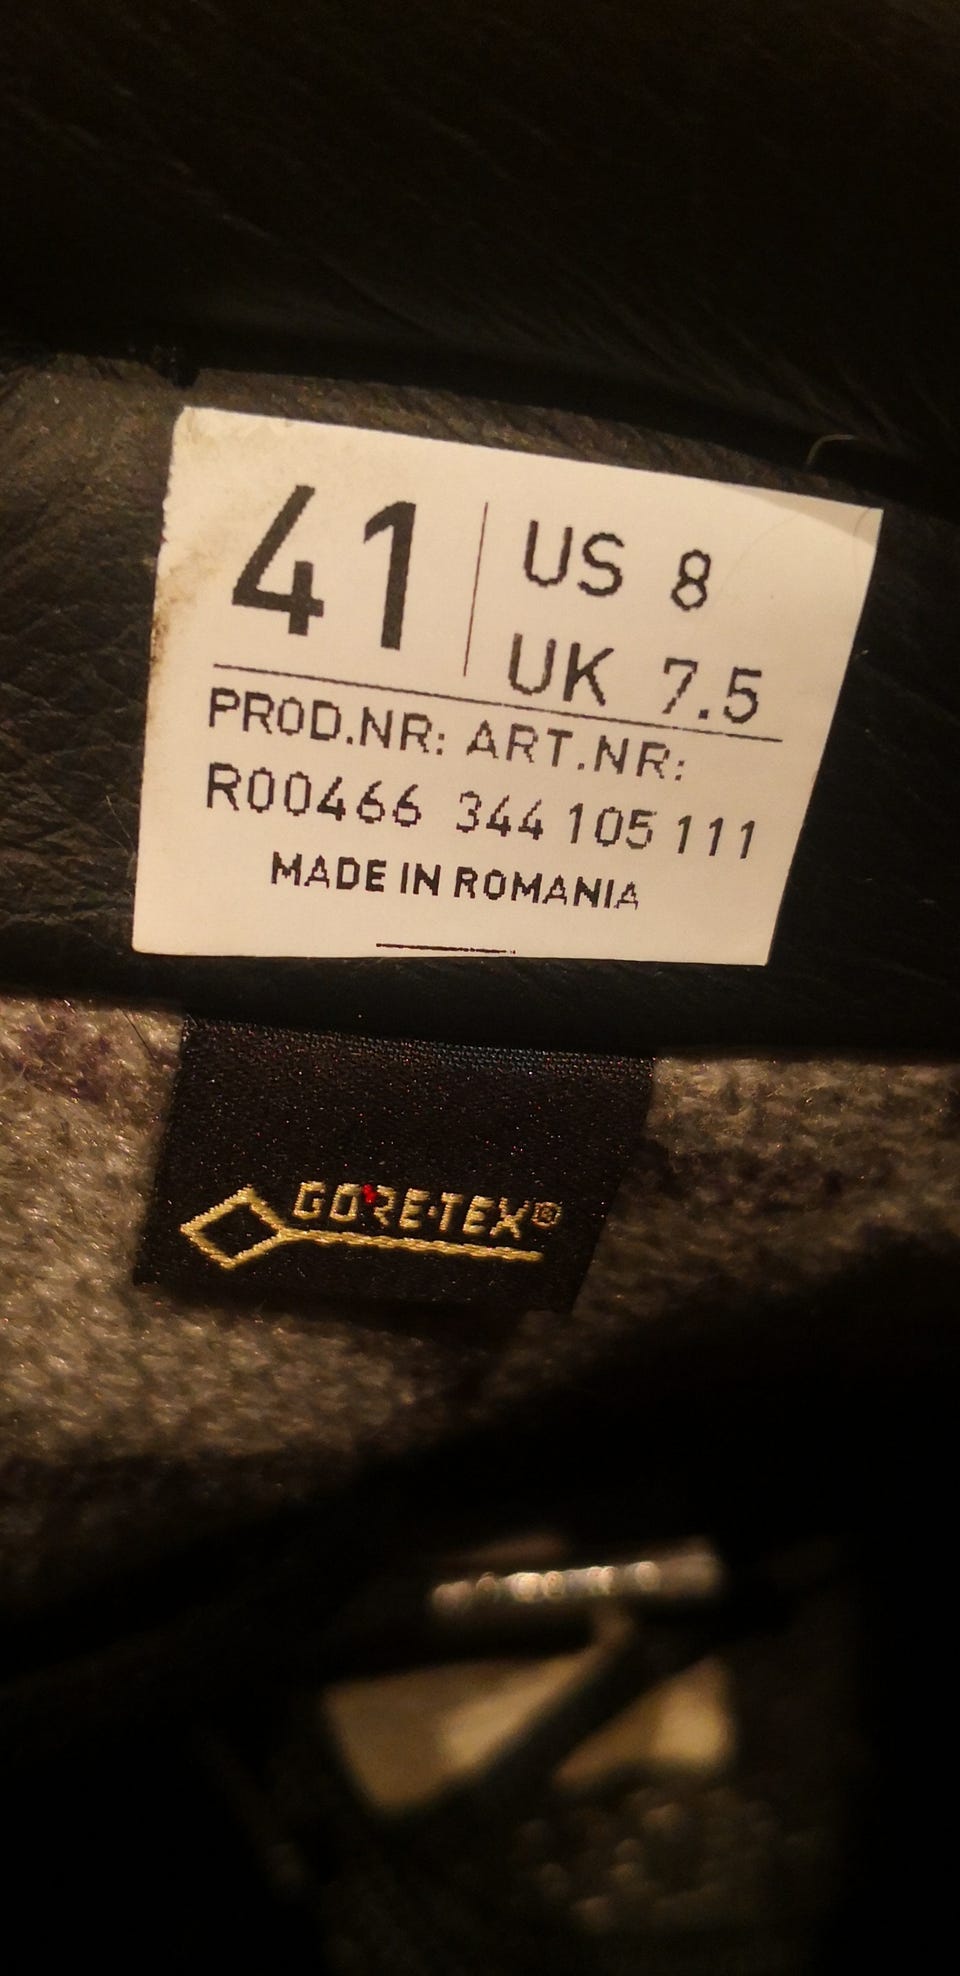 41
US 8
UK 7.5
PROD.NR: ART.NR:
R00466 344 105 111
MADE IN ROMANIA
GORE-TEX®